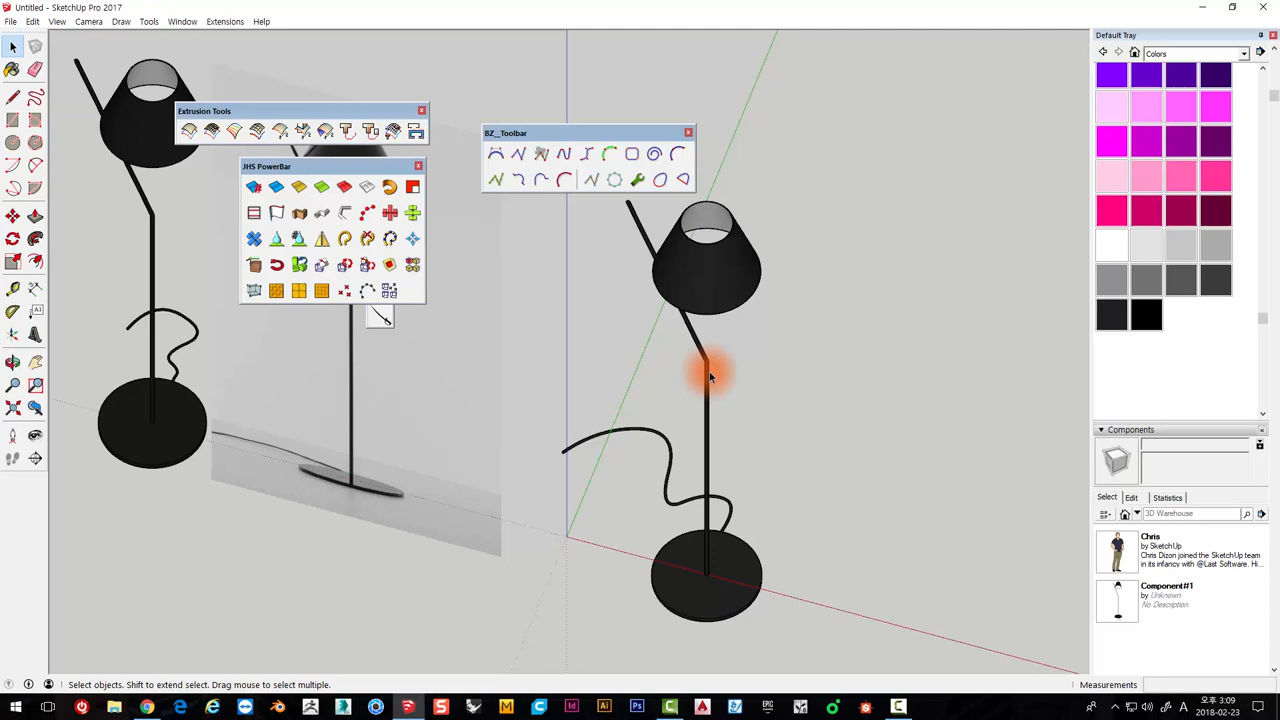 Untitled - SketchUp Pro 2017
File Edit View Camera Draw Tools Window Extensions Help
Default Tray
Colors
Extrusion Tools
BZ__Toolbar
JHS PowerBar
Components
Select Edit Statistics
3D Warehouse
Chris
by SketchUp
Chris Dizon joined the SketchUp team
in its infancy with @Last Software. Hi...
Component#1
by Unknown
No Description
Select objects. Shift to extend select. Drag mouse to select multiple.
Measurements
오후 3:09
2018-02-23